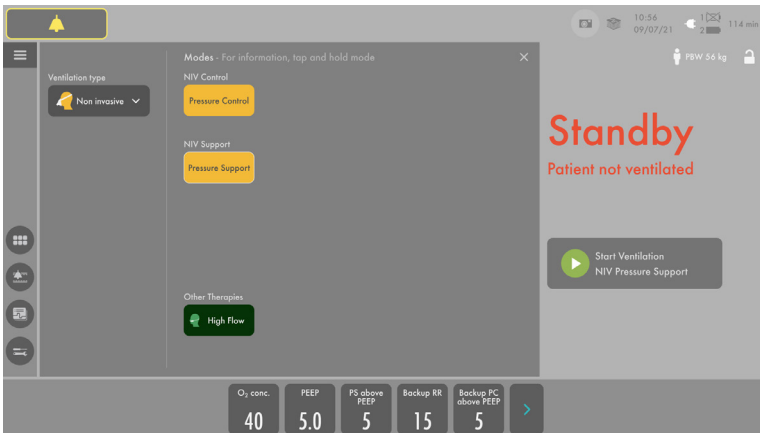 10:56
09/07/21
1
2
114 min
Modes - For information, tap and hold mode
PBW 56 kg
Ventilation type
Non invasive
NIV Control
Pressure Control
NIV Support
Pressure Support
Other Therapies
High Flow
Standby
Patient not ventilated
Start Ventilation
NIV Pressure Support
O₂ conc.
40
PEEP
5.0
PS above
PEEP
5
Backup RR
15
Backup PC
above PEEP
5